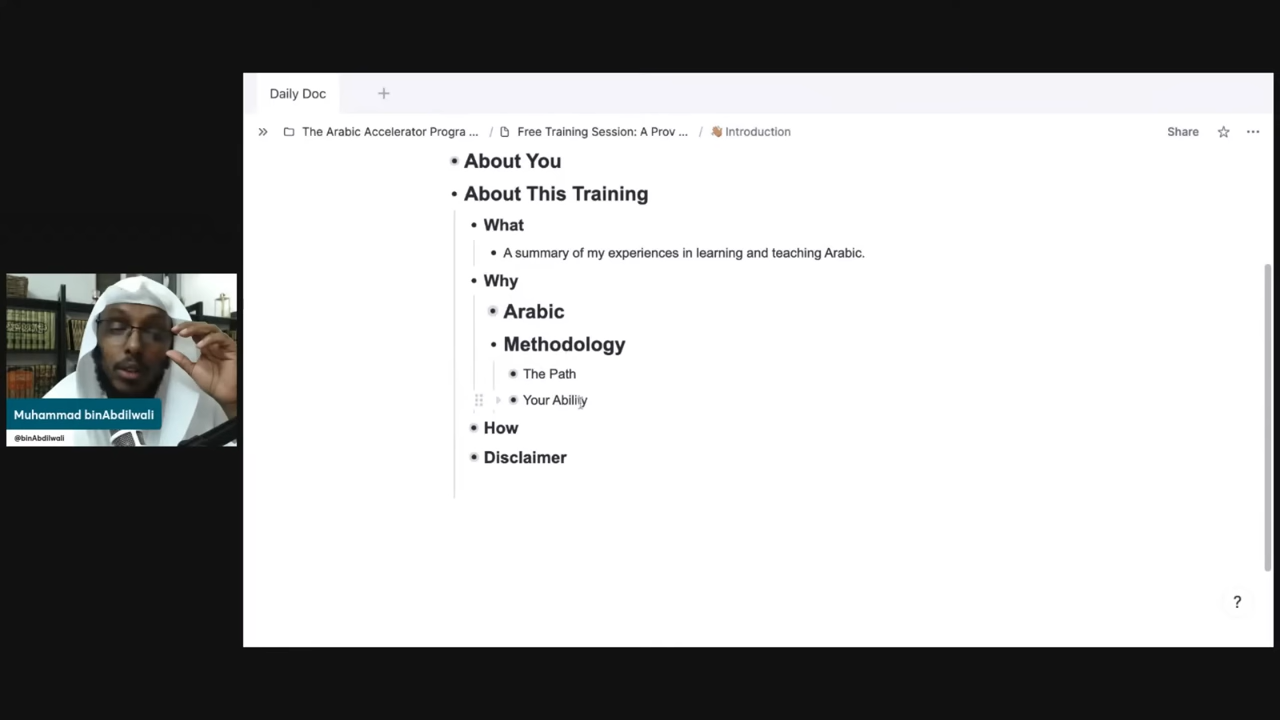 Daily Doc
The Arabic Accelerator Progra ... / Free Training Session: A Prov ... / 👋🏽 Introduction
Share
About You
About This Training
What
A summary of my experiences in learning and teaching Arabic.
Why
Arabic
Methodology
The Path
Your Ability
How
Disclaimer
Muhammad binAbdilwali
@binAbdilwali
?